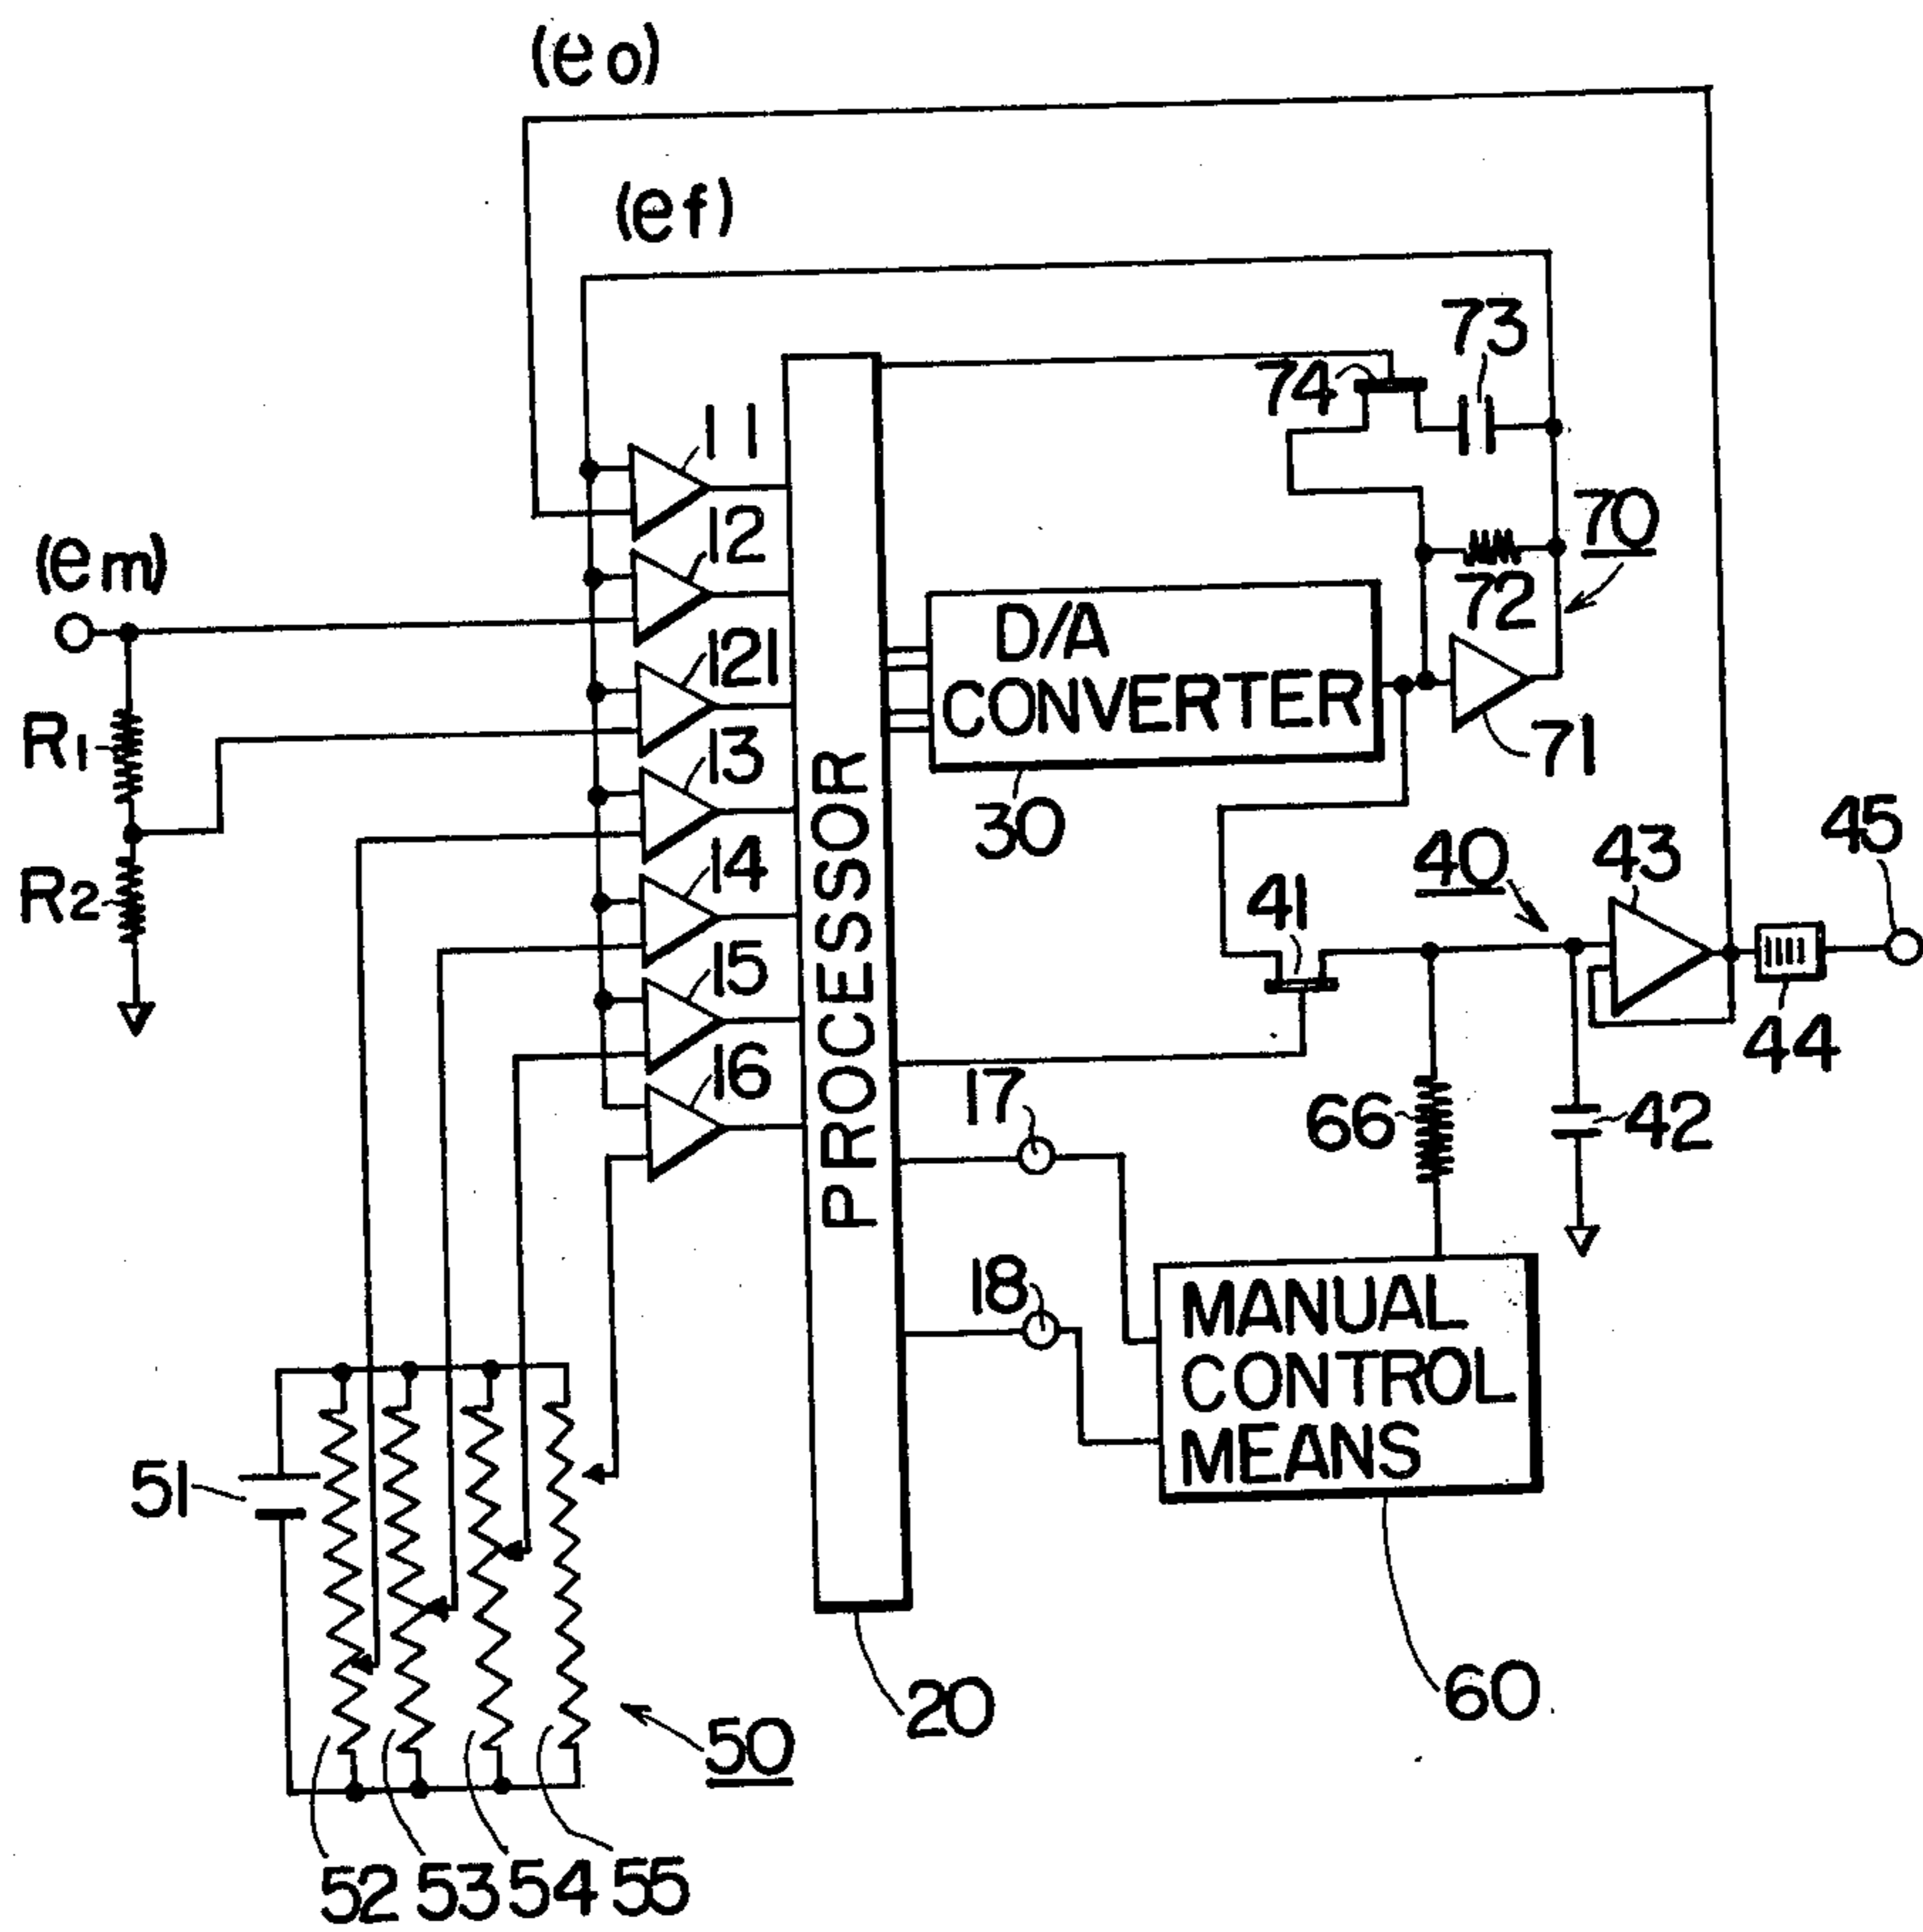 (eo)
(ef)
73
74
11
70
12
(em)
72
D/A
121
CONVERTER
R1
13
71
30
45
14
40
43
R2
41
15
44
16
17
66
42
PROCESSOR
18
MANUAL
CONTROL
MEANS
51
20
60
50
52
53
54
55